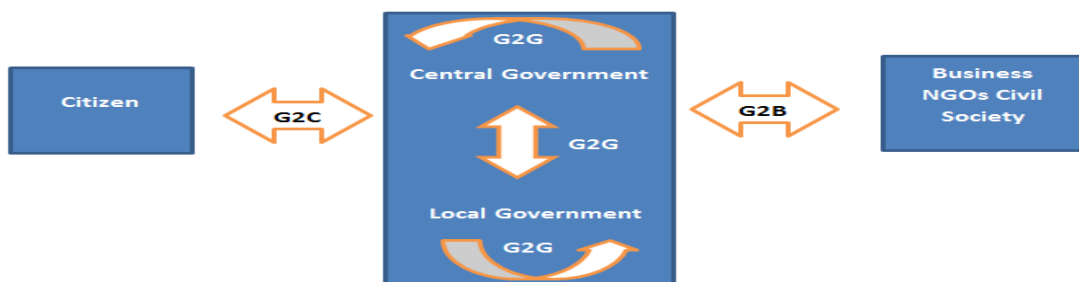 Citizen
G2C
G2G
Central Government
G2G
Local Government
G2G
G2B
Business
NGOs Civil
Society